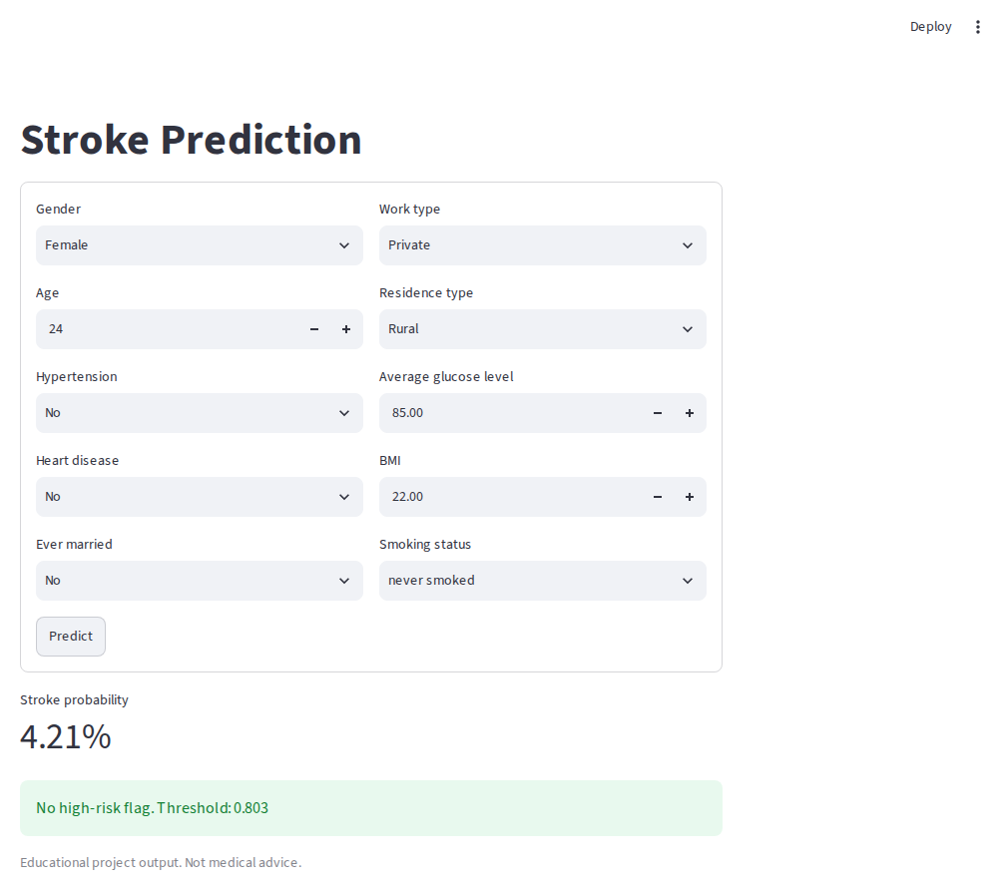 Deploy
Stroke Prediction
Gender
Female
Age
24
Hypertension
No
Heart disease
No
Ever married
No
Work type
Private
Residence type
Rural
Average glucose level
85.00
BMI
22.00
Smoking status
never smoked
Predict
Stroke probability
4.21%
No high-risk flag. Threshold: 0.803
Educational project output. Not medical advice.